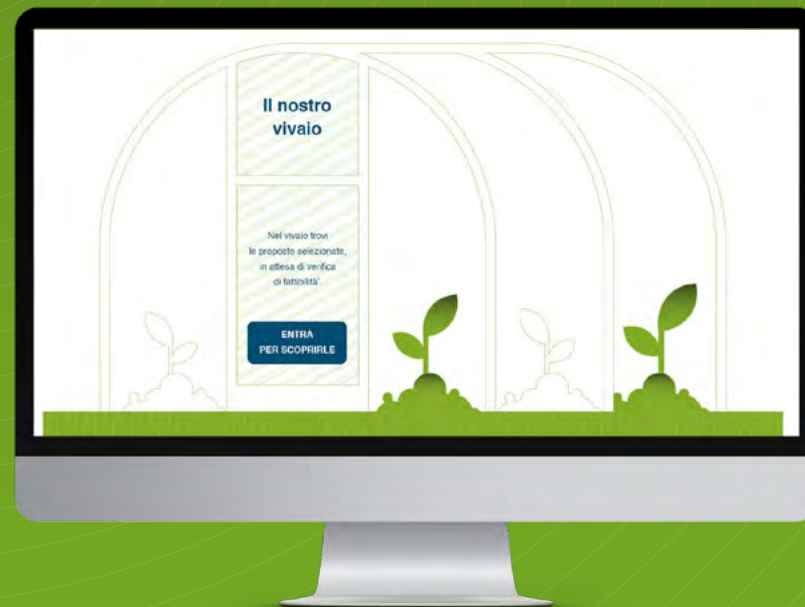 Il nostro
vivaio
Nel vivaio trovi
le proposte selezionate,
in attesa di verifica
di fattibilità'
ENTRA
PER SCOPRIRLE